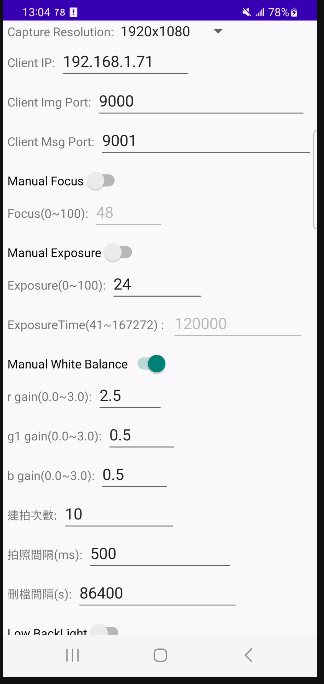 13:04 T8 78%
Capture Resolution: 1920x1080
Client IP: 192.168.1.71
Client Img Port: 9000
Client Msg Port: 9001
Manual Focus
Focus(0~100): 48
Manual Exposure
Exposure(0~100): 24
ExposureTime(41~167272) : 120000
Manual White Balance
r gain(0.0~3.0): 2.5
g1 gain(0.0~3.0): 0.5
b gain(0.0~3.0): 0.5
連拍次數: 10
拍照間隔(ms): 500
刪檔間隔(s): 86400
Low BackLight